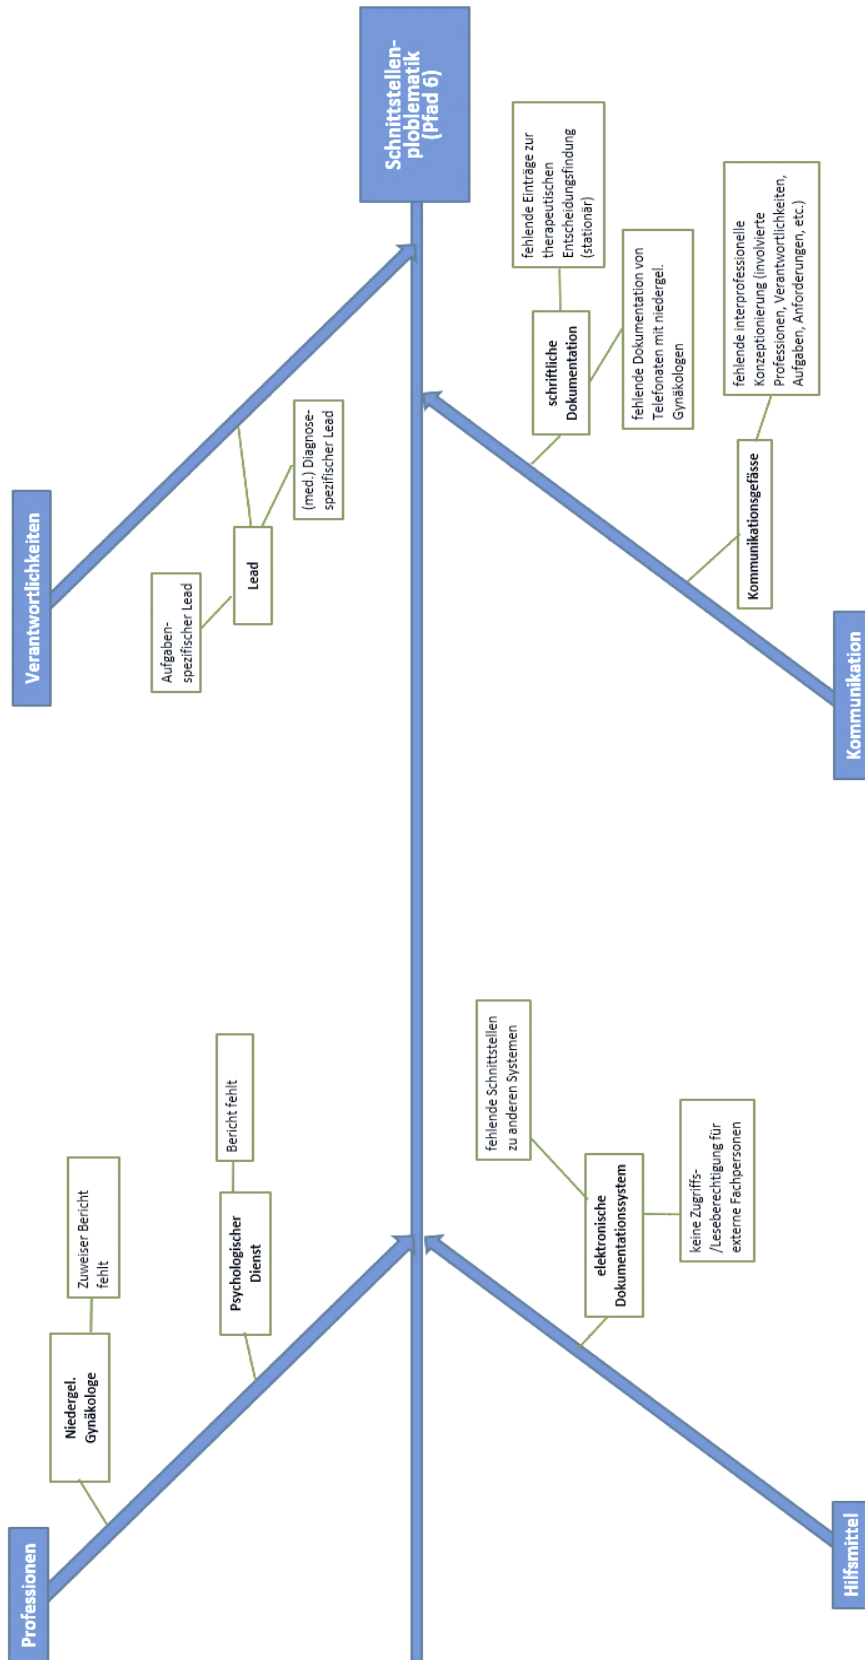 Professionen
Niedergel.
Gynäkologe
Zuweiser Bericht
fehlt
Psychologischer
Dienst
Bericht fehlt
Verantwortlichkeiten
Aufgaben-
spezifischer Lead
Lead
(med.) Diagnose-
spezifischer Lead
Schnittstellen-
ploblematik
(Pfad 6)
Hilfsmittel
elektronische
Dokumentationssystem
fehlende Schnittstellen
zu anderen Systemen
keine Zugriffs-
/Leseberechtigung für
externe Fachpersonen
Kommunikation
schriftliche
Dokumentation
fehlende Einträge zur
therapeutischen
Entscheidungsfindung
(stationär)
fehlende Dokumentation von
Telefonaten mit niedergel.
Gynäkologen
Kommunikationsgefässe
fehlende interprofessionelle
Konzeptionierung (involvierte
Professionen, Verantwortlichkeiten,
Aufgaben, Anforderungen, etc.)